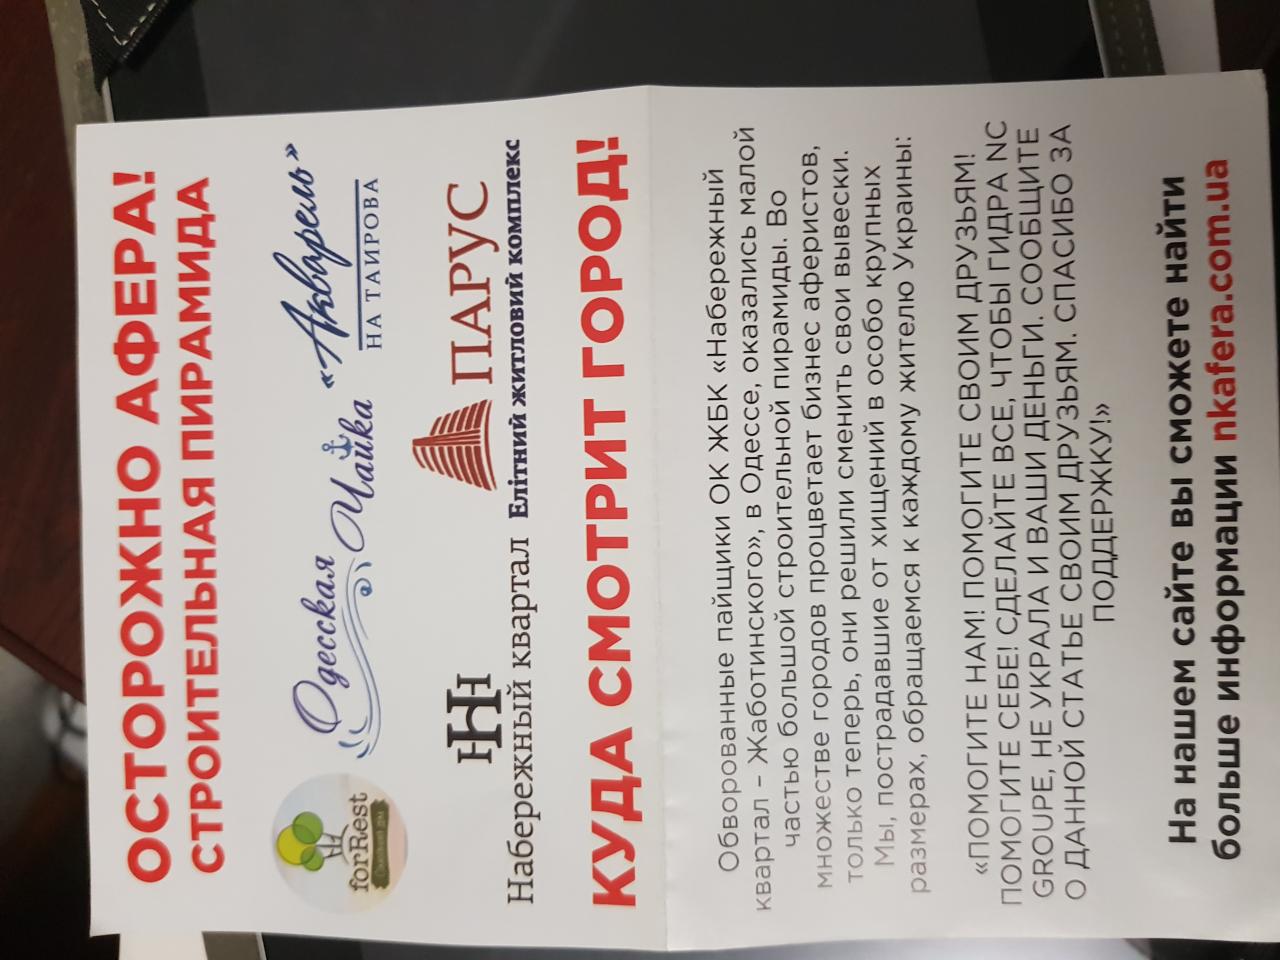 ОСТОРОЖНО АФЕРА!
СТРОИТЕЛЬНАЯ ПИРАМИДА
forRest
Одесская
Чайка
«Акварель»
НА ТАИРОВА
Набережный квартал
ПАРУС
Елітний житловий комплекс
КУДА СМОТРИТ ГОРОД!
Обворованные пайщики ОК ЖБК «Набережный
квартал – Жаботинского», в Одессе, оказались малой
частью большой строительной пирамиды. Во
множестве городов процветает бизнес аферистов,
только теперь, они решили сменить свои вывески.
Мы, пострадавшие от хищений в особо крупных
размерах, обращаемся к каждому жителю Украины:
«ПОМОГИТЕ НАМ! ПОМОГИТЕ СВОИМ ДРУЗЬЯМ!
ПОМОГИТЕ СЕБЕ! СДЕЛАЙТЕ ВСЕ, ЧТОБЫ ГИДРА NC
GROUPE, НЕ УКРАЛА И ВАШИ ДЕНЬГИ. СООБЩИТЕ
О ДАННОЙ СТАТЬЕ СВОИМ ДРУЗЬЯМ. СПАСИБО ЗА
ПОДДЕРЖКУ!»
На нашем сайте вы сможете найти
больше информации nkafera.com.ua